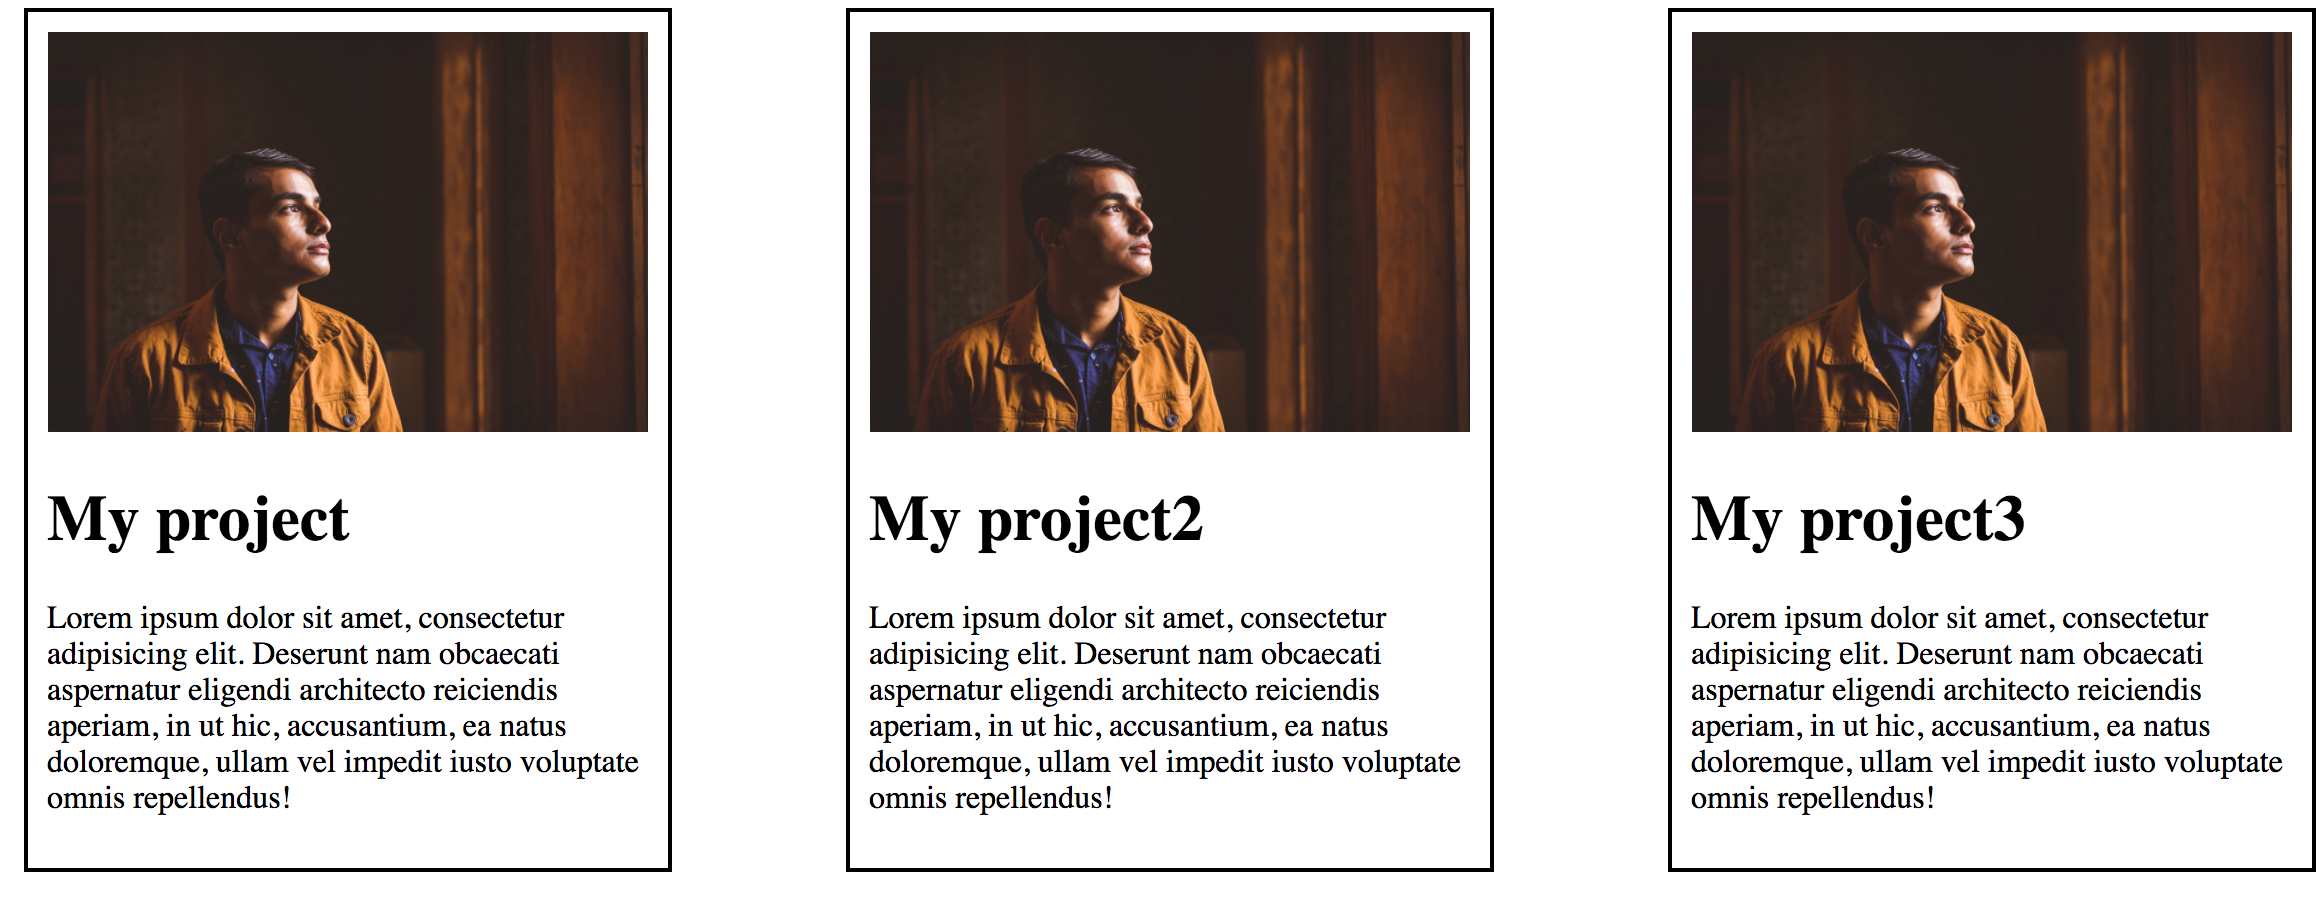 My project
Lorem ipsum dolor sit amet, consectetur
adipisicing elit. Deserunt nam obcaecati
aspernatur eligendi architecto reiciendis
aperiam, in ut hic, accusantium, ea natus
doloremque, ullam vel impedit iusto voluptate
omnis repellendus!
My project2
Lorem ipsum dolor sit amet, consectetur
adipisicing elit. Deserunt nam obcaecati
aspernatur eligendi architecto reiciendis
aperiam, in ut hic, accusantium, ea natus
doloremque, ullam vel impedit iusto voluptate
omnis repellendus!
My project3
Lorem ipsum dolor sit amet, consectetur
adipisicing elit. Deserunt nam obcaecati
aspernatur eligendi architecto reiciendis
aperiam, in ut hic, accusantium, ea natus
doloremque, ullam vel impedit iusto voluptate
omnis repellendus!